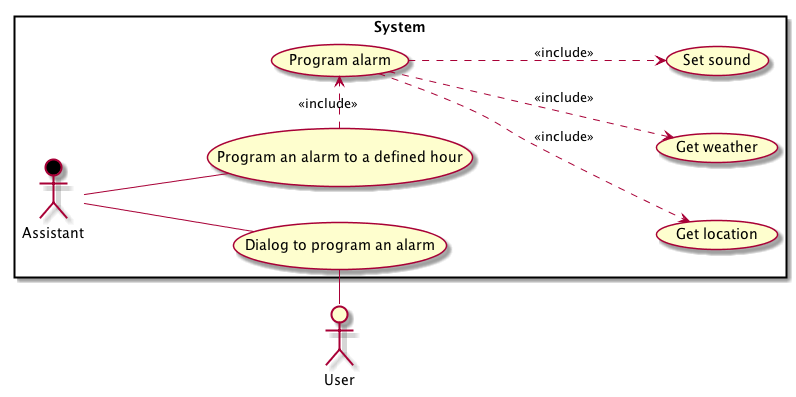 System
Program alarm
«include»
Set sound
«include»
«include»
Get weather
«include»
Program an alarm to a defined hour
Assistant
Dialog to program an alarm
Get location
User